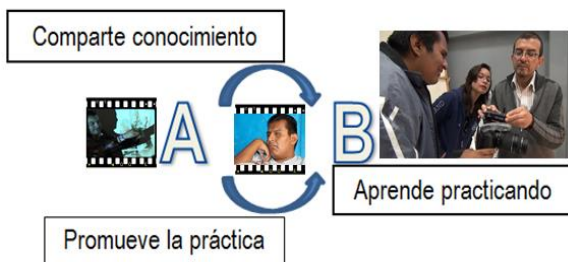 Comparte conocimiento
A
B
Aprende practicando
Promueve la práctica